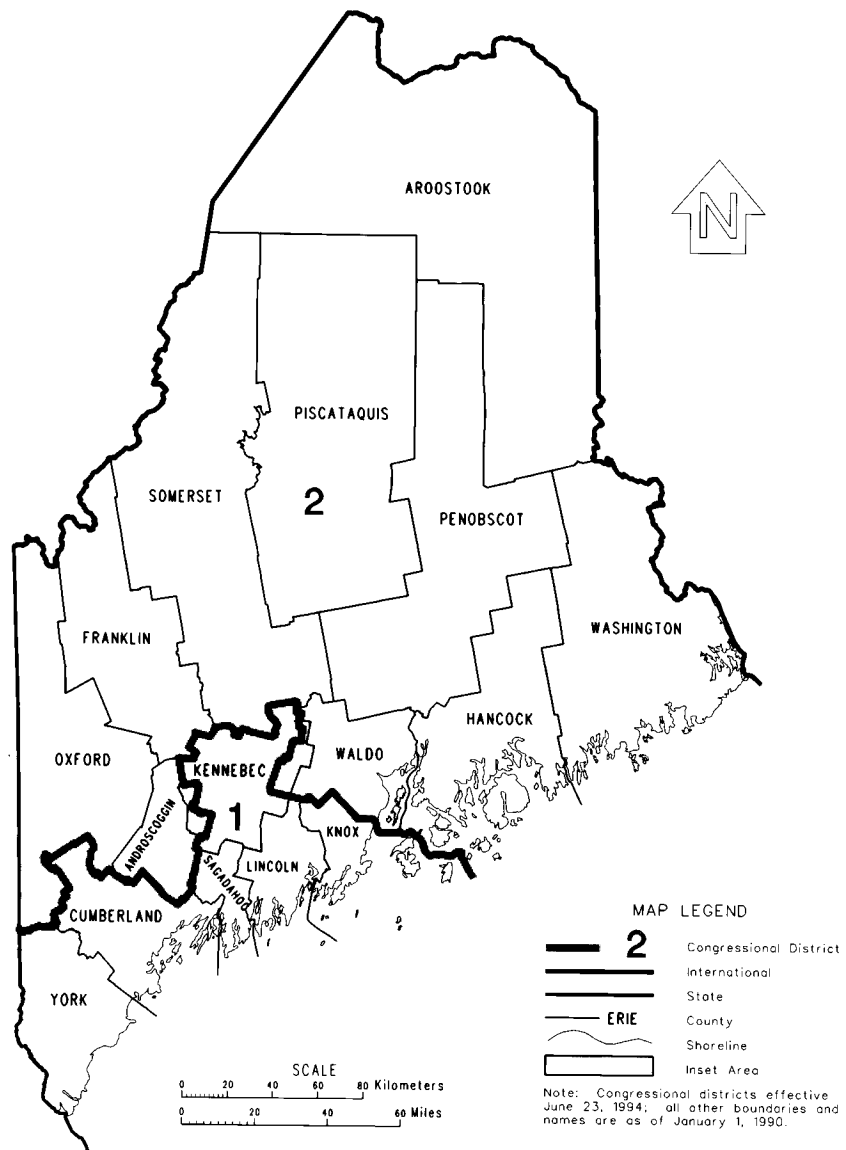 AROOSTOOK
N
PISCATAQUIS
SOMERSET
2
PENOBSCOT
FRANKLIN
WASHINGTON
HANCOCK
OXFORD
KENNEBEC
WALDO
ANDROSCOGGIN
1
KNOX
SAGADAHOC
LINCOLN
CUMBERLAND
YORK
MAP LEGEND
2 Congressional District
International
State
ERIE County
Shoreline
Inset Area
SCALE
0 20 40 60 80 Kilometers
0 20 40 60 Miles
Note: Congressional districts effective
June 23, 1994; all other boundaries and
names are as of January 1, 1990.